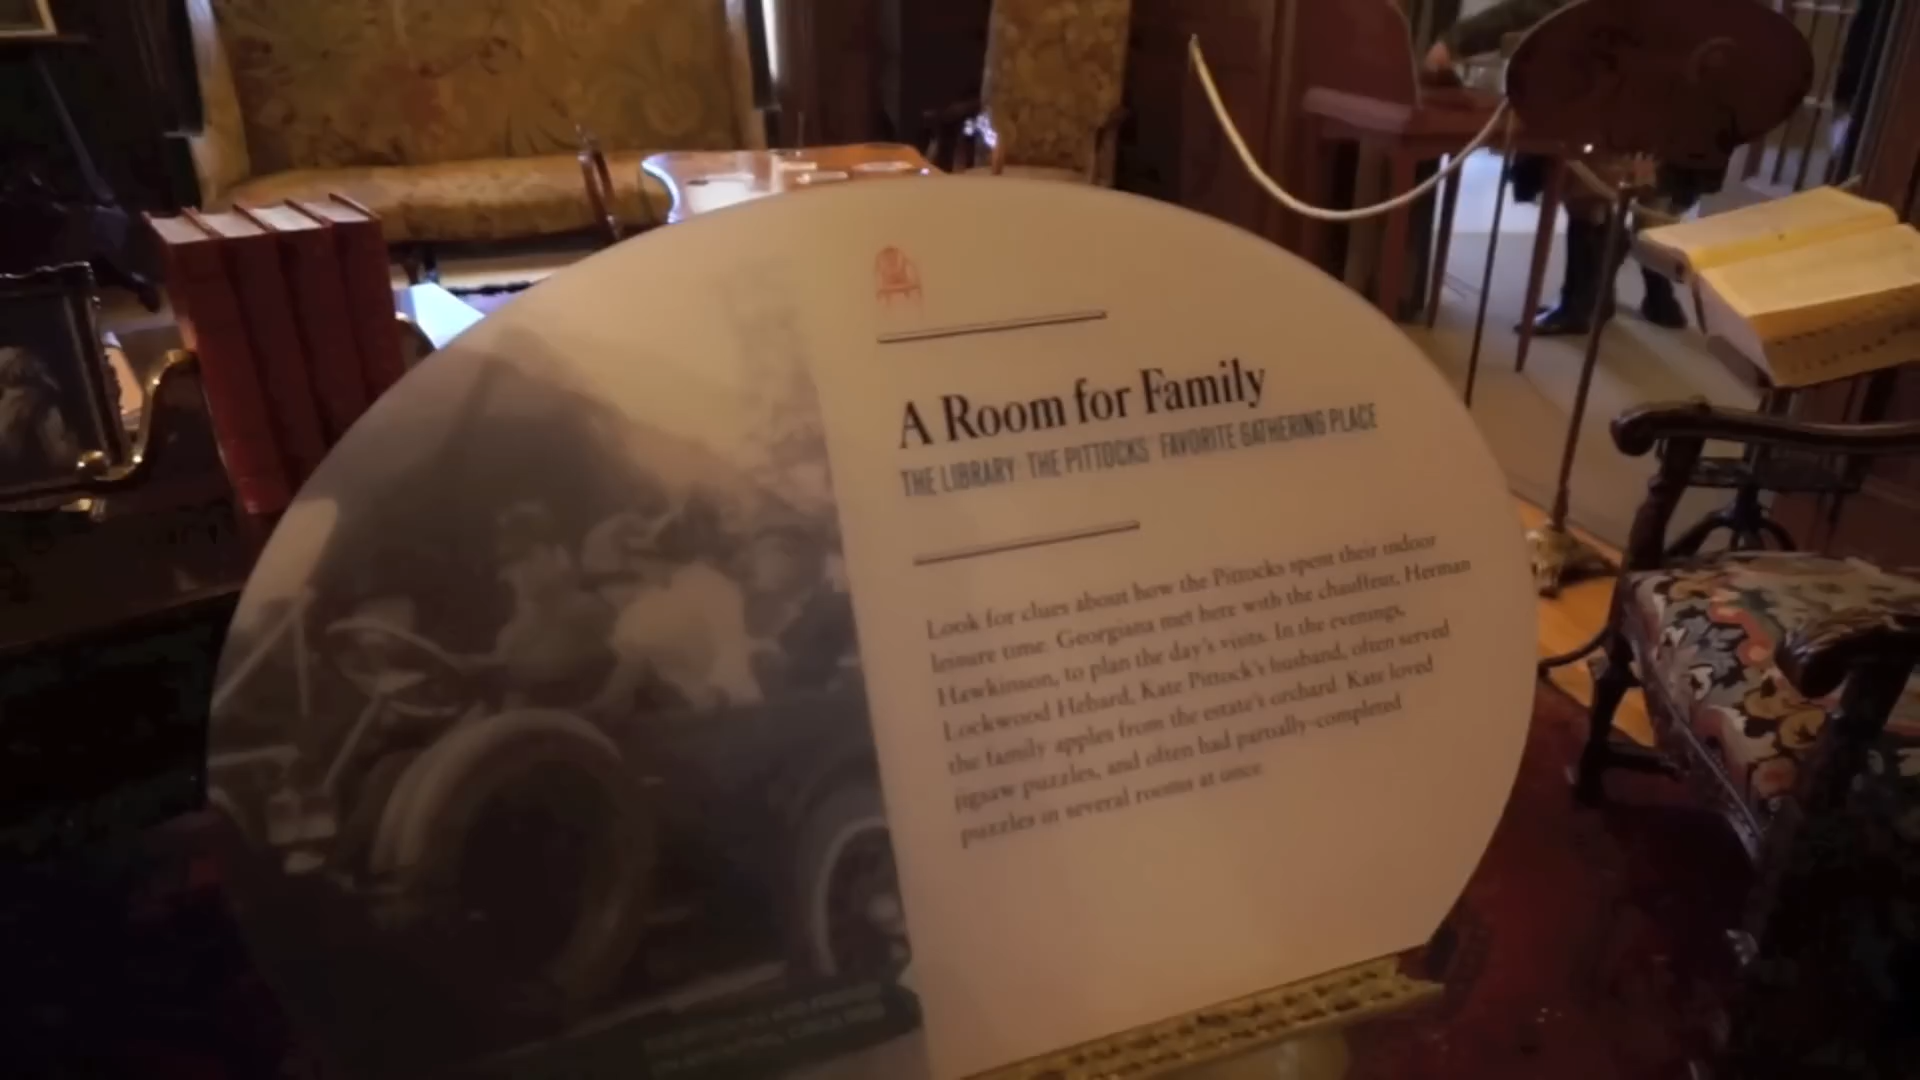 A Room for Family
THE LIBRARY THE PITTOCKS' FAVORITE GATHERING PLACE
Look for clues about how the Pittocks spent their indoor
leisure time. Georgiana met here with the chauffeur, Herman
Hawkinson, to plan the day's visits. In the evenings,
Lockwood Hebard, Kate Pittock's husband, often served
the family apples from the estate's orchard. Kate loved
jigsaw puzzles, and often had partially-completed
puzzles in several rooms at once.